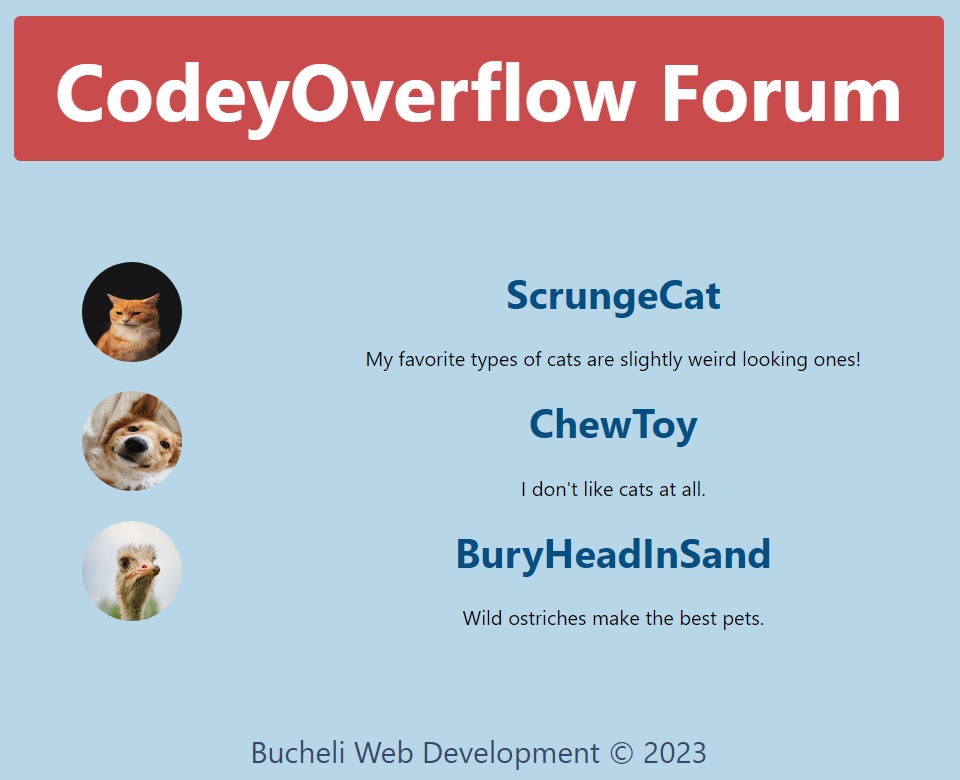 CodeyOverflow Forum
ScrungeCat
My favorite types of cats are slightly weird looking ones!
ChewToy
I don't like cats at all.
BuryHeadInSand
Wild ostriches make the best pets.
Bucheli Web Development © 2023